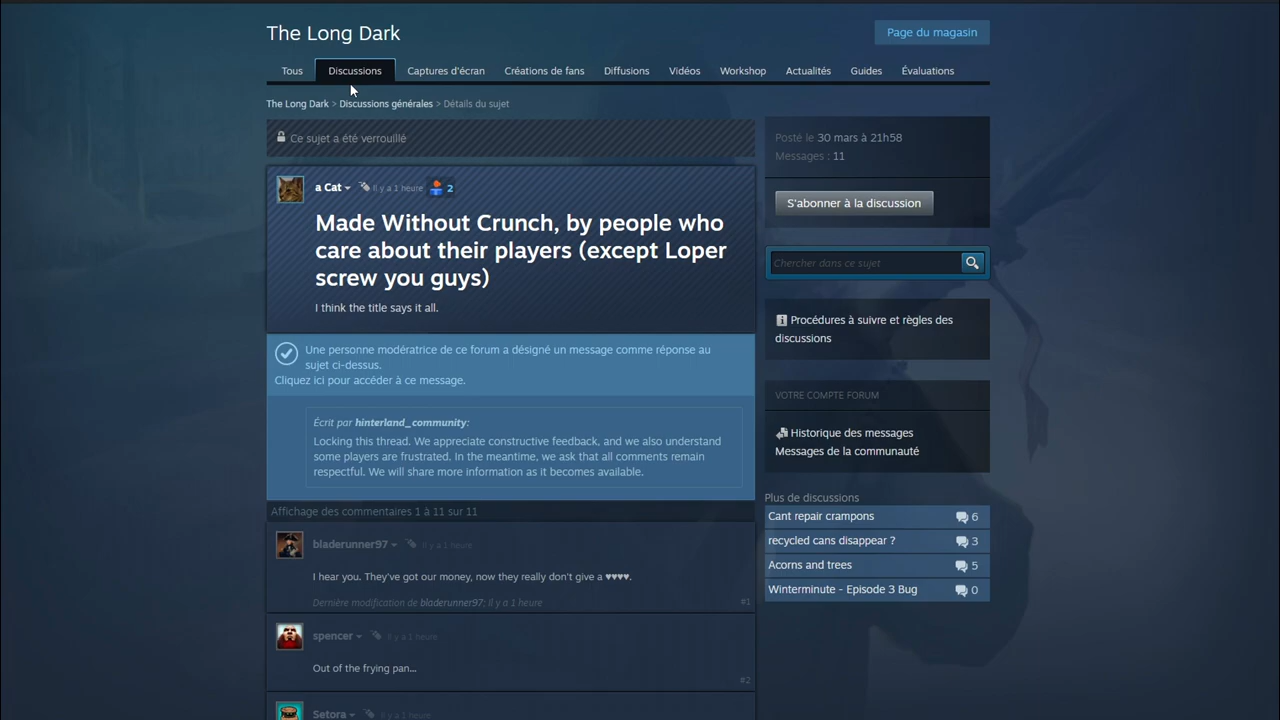 The Long Dark
Page du magasin
Tous Discussions Captures d'écran Créations de fans Diffusions Vidéos Workshop Actualités Guides Évaluations
The Long Dark > Discussions générales > Détails du sujet
Ce sujet a été verrouillé
a Cat Il y a 1 heure 2
Made Without Crunch, by people who
care about their players (except Loper
screw you guys)
I think the title says it all.
Une personne modératrice de ce forum a désigné un message comme réponse au
sujet ci-dessus.
Cliquez ici pour accéder à ce message.
Écrit par hinterland_community:
Locking this thread. We appreciate constructive feedback, and we also understand
some players are frustrated. In the meantime, we ask that all comments remain
respectful. We will share more information as it becomes available.
Affichage des commentaires 1 à 11 sur 11
bladerunner97 Il y a 1 heure
I hear you. They've got our money, now they really don't give a ♥♥♥♥.
Dernière modification de bladerunner97; Il y a 1 heure
#1
spencer Il y a 1 heure
Out of the frying pan...
#2
Setora Il y a 1 heure
Posté le 30 mars à 21h58
Messages : 11
S'abonner à la discussion
Chercher dans ce sujet
Procédures à suivre et règles des
discussions
VOTRE COMPTE FORUM
Historique des messages
Messages de la communauté
Plus de discussions
Cant repair crampons 6
recycled cans disappear ? 3
Acorns and trees 5
Winterminute - Episode 3 Bug 0